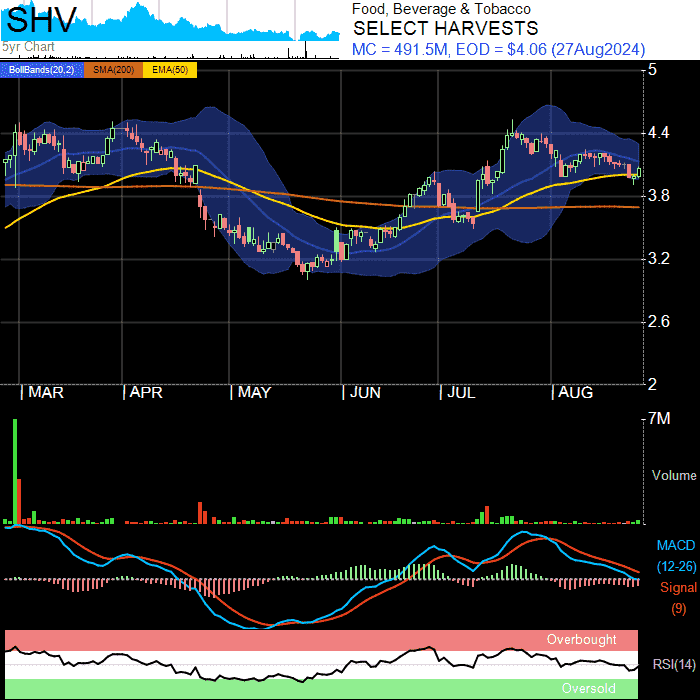 SHV
5yr Chart
Food, Beverage & Tobacco
SELECT HARVESTS
MC = 491.5M, EOD = $4.06 (27Aug2024)
BollBands(20,2) SMA(200) EMA(50)
5
4.4
3.8
3.2
2.6
2
MAR APR MAY JUN JUL AUG
7M
Volume
MACD
(12-26)
Signal
(9)
Overbought
RSI(14)
Oversold